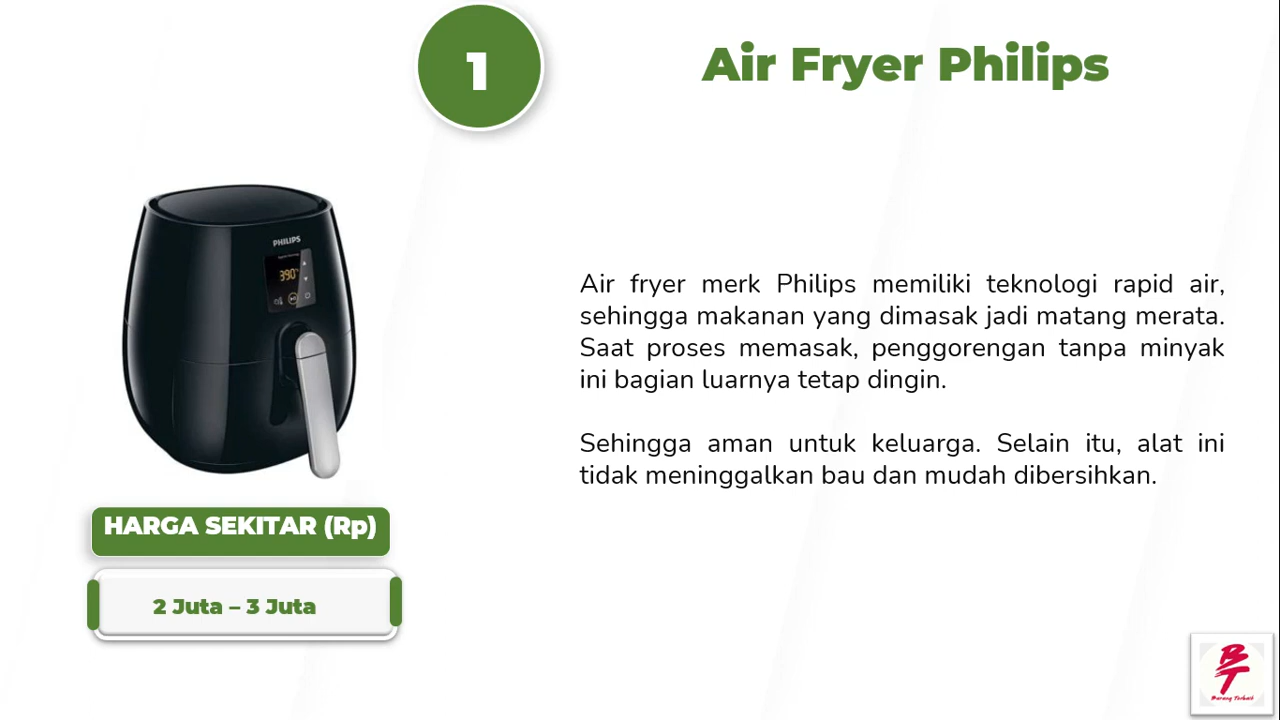 1
Air Fryer Philips
PHILIPS
390°
Air fryer merk Philips memiliki teknologi rapid air,
sehingga makanan yang dimasak jadi matang merata.
Saat proses memasak, penggorengan tanpa minyak
ini bagian luarnya tetap dingin.
Sehingga aman untuk keluarga. Selain itu, alat ini
tidak meninggalkan bau dan mudah dibersihkan.
HARGA SEKITAR (Rp)
2 Juta – 3 Juta
BT
Barang Terbaik